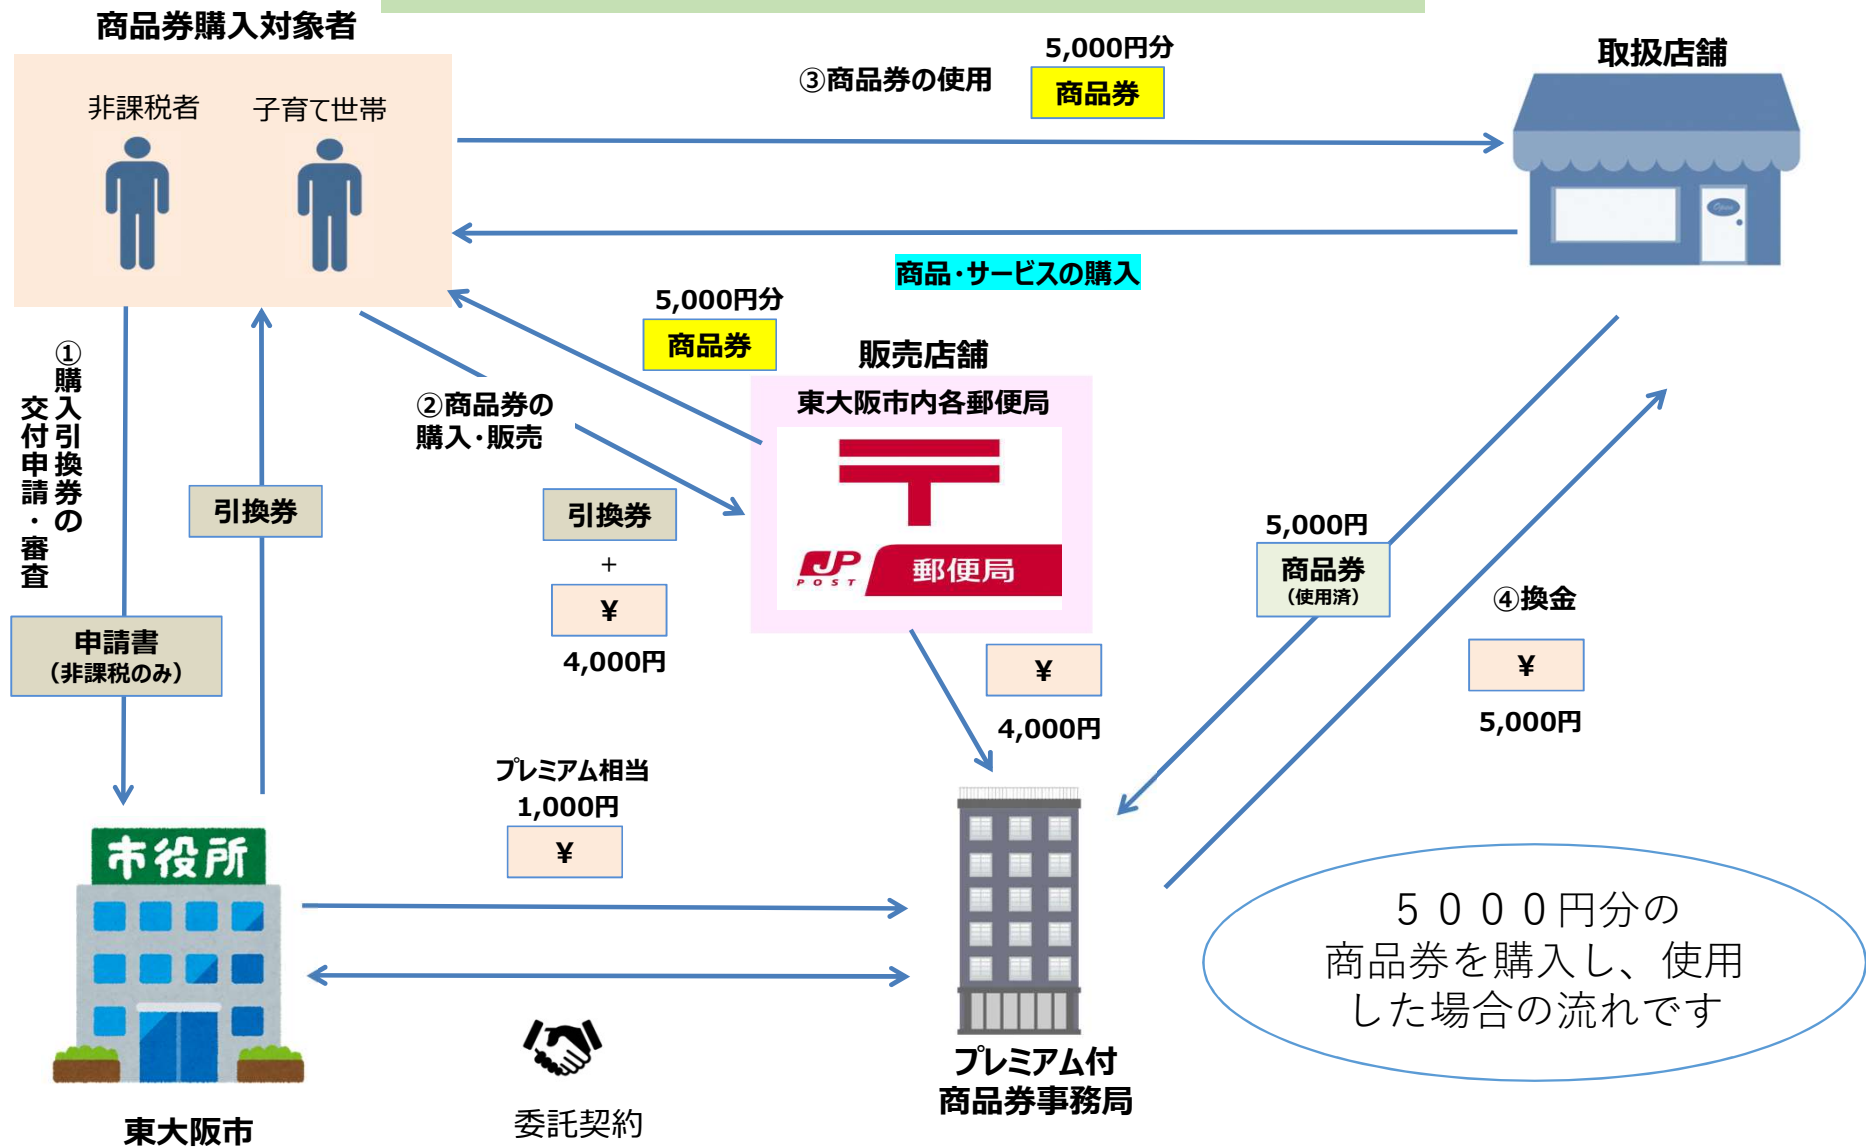 商品券購入対象者
非課税者
子育て世帯
③商品券の使用
5,000円分
商品券
取扱店舗
Open
商品・サービスの購入
5,000円分
商品券
①購入引換券の
交付申請・審査
引換券
申請書
(非課税のみ)
②商品券の
購入・販売
引換券
+
¥
4,000円
販売店舗
東大阪市内各郵便局
JP
POST
郵便局
¥
4,000円
5,000円
商品券
(使用済)
④換金
¥
5,000円
プレミアム相当
1,000円
¥
市役所
東大阪市
委託契約
プレミアム付
商品券事務局
5000円分の
商品券を購入し、使用
した場合の流れです